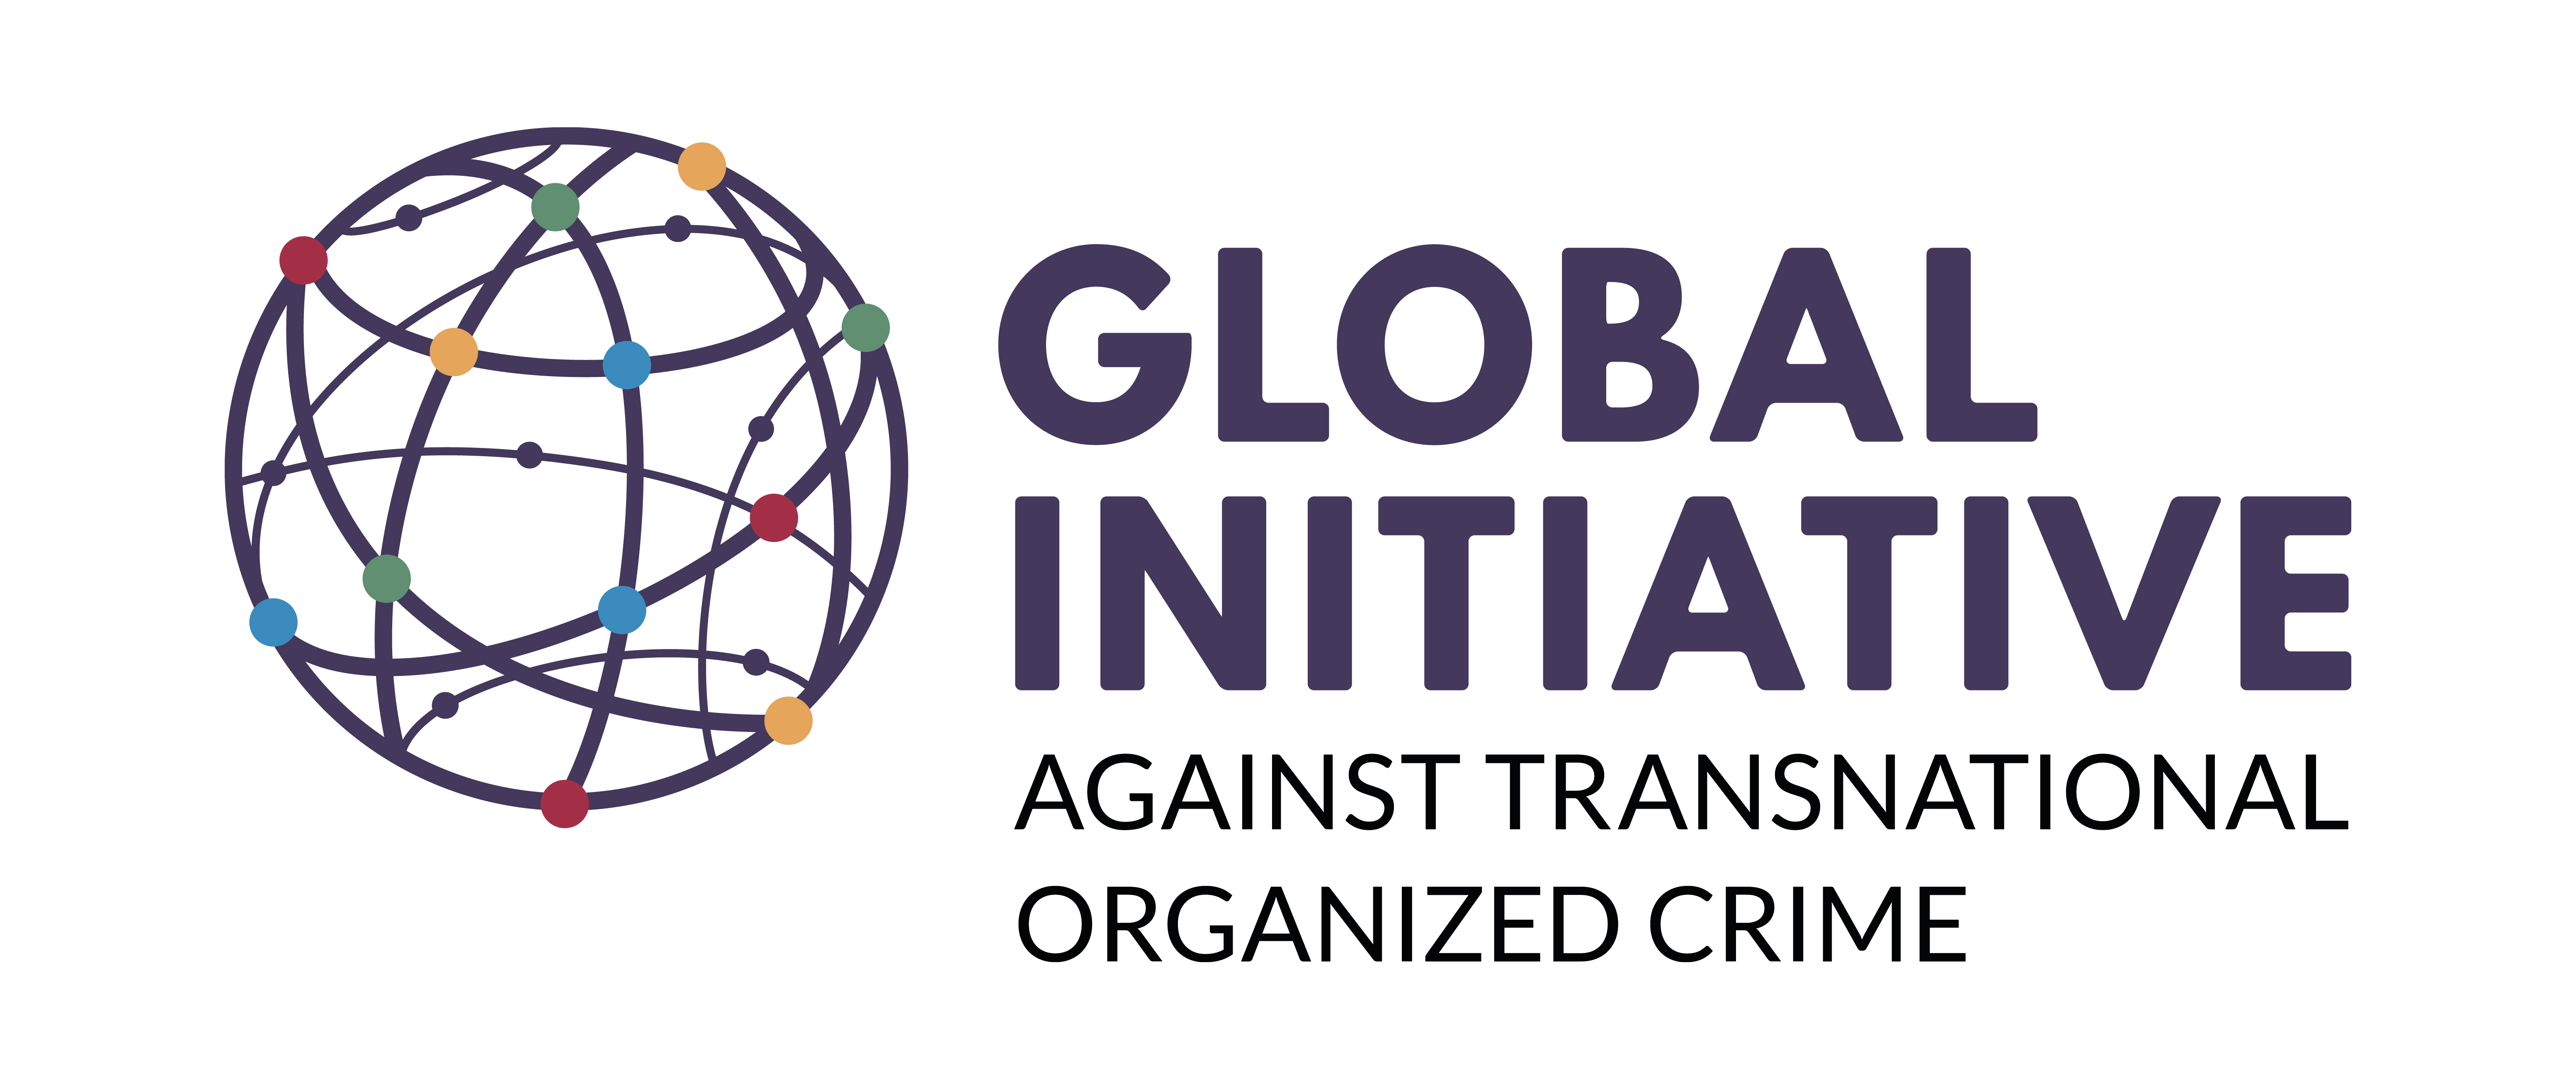 GLOBAL
INITIATIVE
AGAINST TRANSNATIONAL
ORGANIZED CRIME